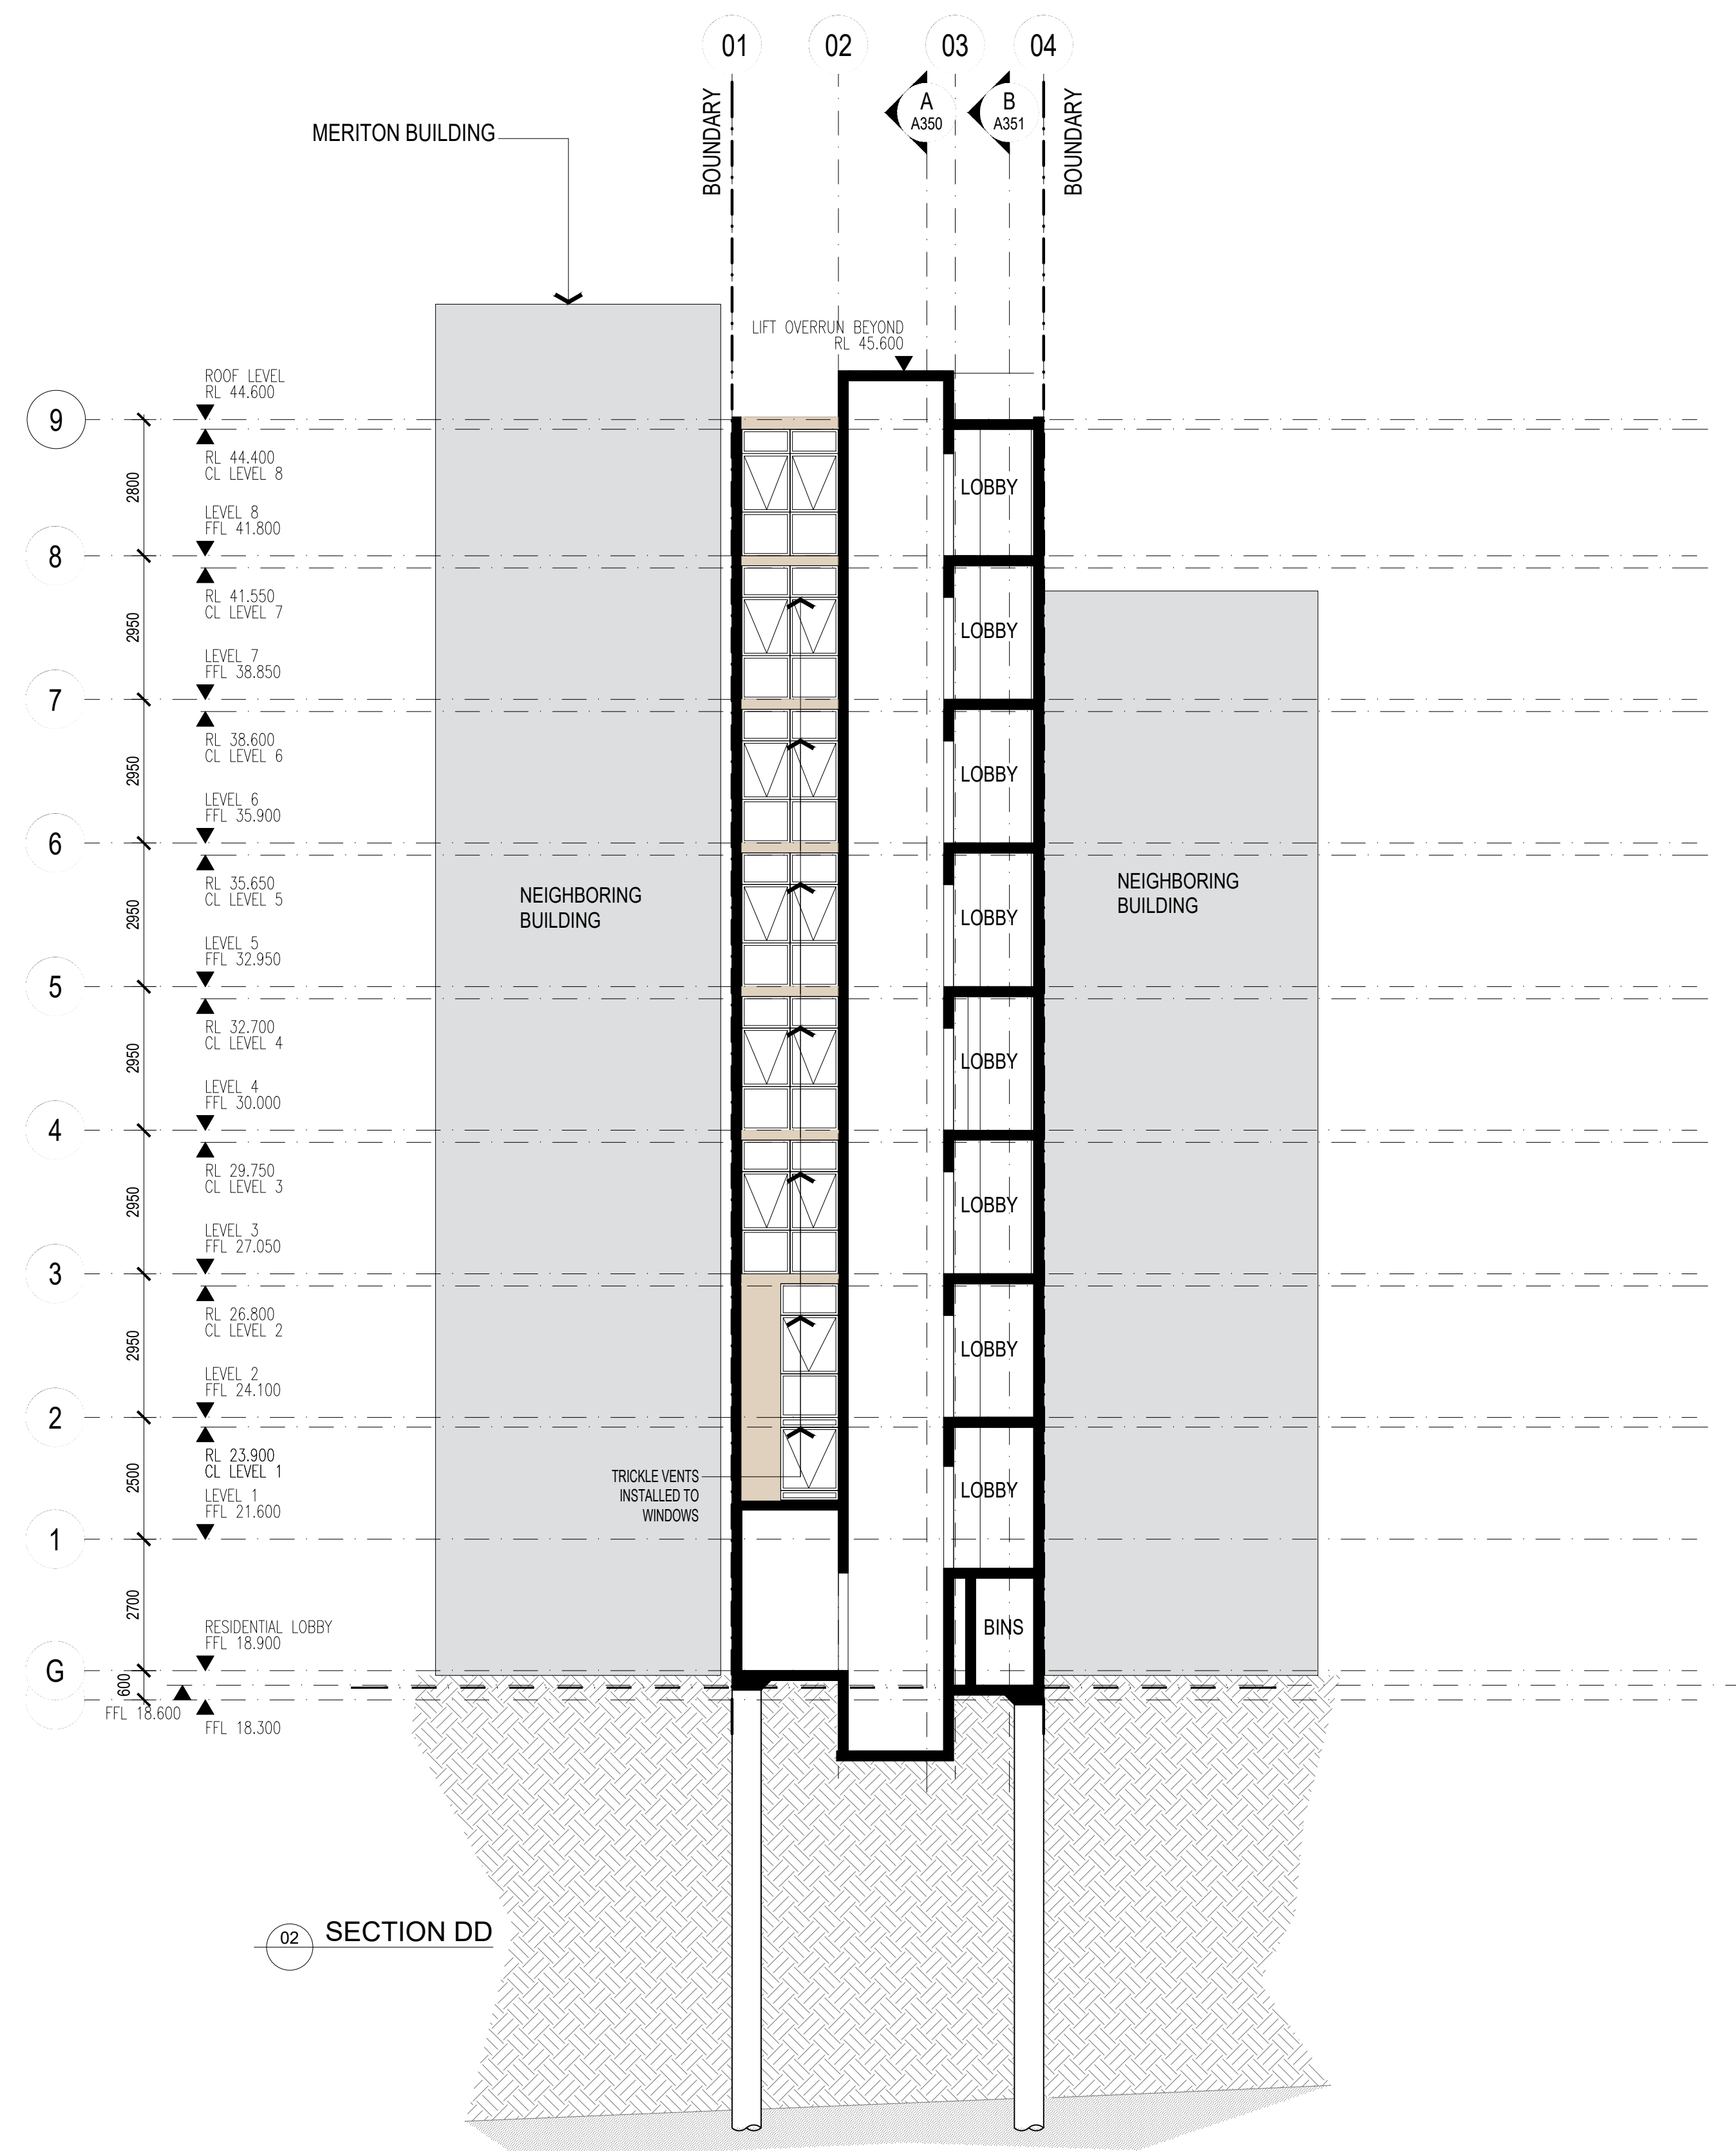 01
02
03
04
BOUNDARY
A
A350
B
A351
BOUNDARY
MERITON BUILDING
LIFT OVERRUN BEYOND
RL 45.600
ROOF LEVEL
RL 44.600
9
RL 44.400
CL LEVEL 8
2800
LOBBY
LEVEL 8
FFL 41.800
8
RL 41.550
CL LEVEL 7
2950
LOBBY
LEVEL 7
FFL 38.850
7
RL 38.600
CL LEVEL 6
2950
LOBBY
LEVEL 6
FFL 35.900
6
RL 35.650
CL LEVEL 5
2950
NEIGHBORING
BUILDING
LOBBY
NEIGHBORING
BUILDING
LEVEL 5
FFL 32.950
5
RL 32.700
CL LEVEL 4
2950
LOBBY
LEVEL 4
FFL 30.000
4
RL 29.750
CL LEVEL 3
2950
LOBBY
LEVEL 3
FFL 27.050
3
RL 26.800
CL LEVEL 2
2950
LOBBY
LEVEL 2
FFL 24.100
2
RL 23.900
CL LEVEL 1
2500
TRICKLE VENTS
INSTALLED TO
WINDOWS
LOBBY
LEVEL 1
FFL 21.600
1
2700
RESIDENTIAL LOBBY
FFL 18.900
BINS
G
600
FFL 18.600
FFL 18.300
02
SECTION DD